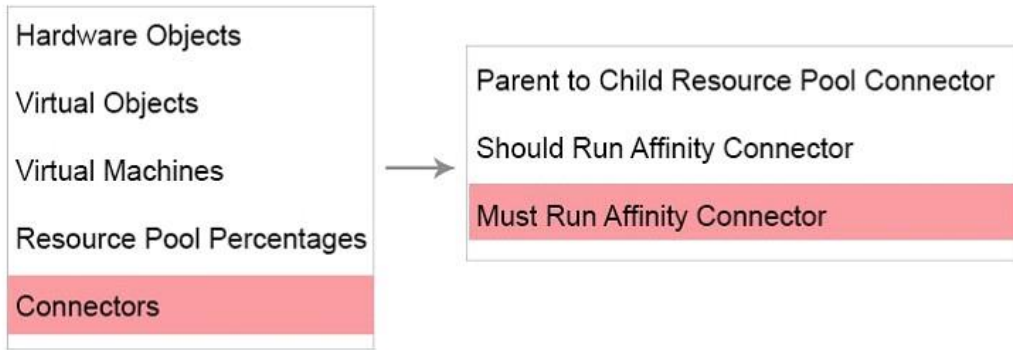 Hardware Objects
Virtual Objects
Virtual Machines
Resource Pool Percentages
Connectors
Parent to Child Resource Pool Connector
Should Run Affinity Connector
Must Run Affinity Connector